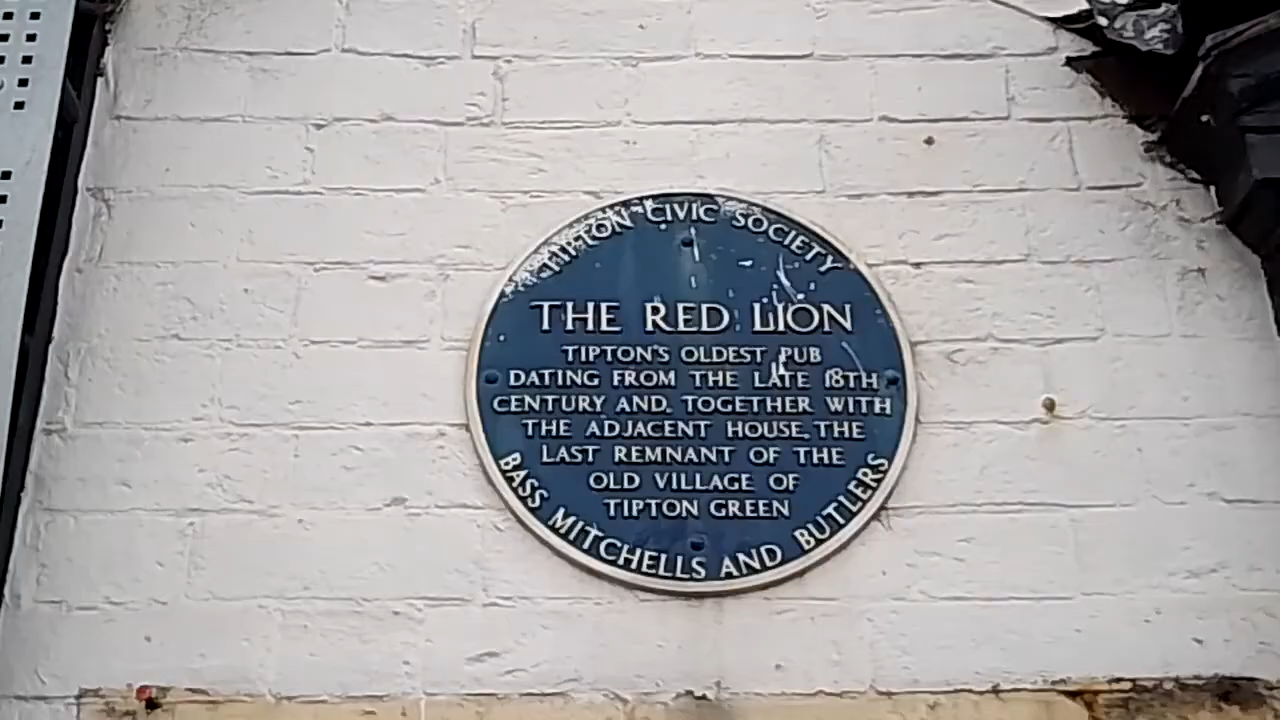 TIPTON CIVIC SOCIETY
THE RED LION
TIPTON'S OLDEST PUB
DATING FROM THE LATE 18TH
CENTURY AND, TOGETHER WITH
THE ADJACENT HOUSE, THE
LAST REMNANT OF THE
OLD VILLAGE OF
TIPTON GREEN
BASS MITCHELLS AND BUTLERS